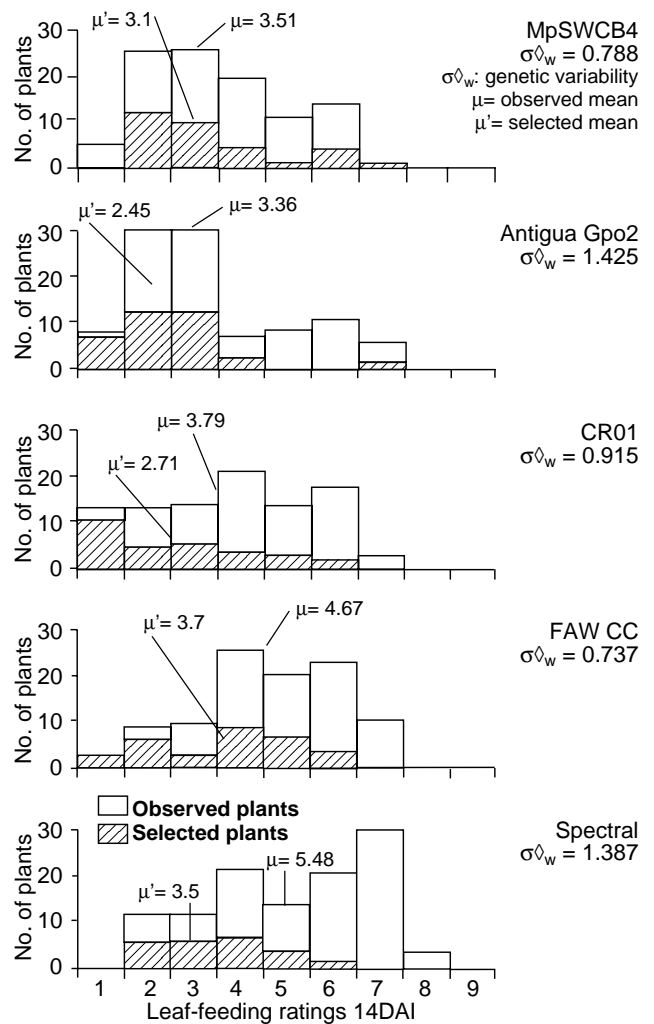 30
20
10
0
No. of plants
µ’= 3.1
µ= 3.51
MpSWCB4
σ◊w = 0.788
σ◊w: genetic variability
µ= observed mean
µ’= selected mean
30
20
10
0
No. of plants
µ’= 2.45
µ= 3.36
Antigua Gpo2
σ◊w = 1.425
30
20
10
0
No. of plants
µ’= 2.71
µ= 3.79
CR01
σ◊w = 0.915
30
20
10
0
No. of plants
µ’= 3.7
µ= 4.67
FAW CC
σ◊w = 0.737
Observed plants
Selected plants
30
20
10
0
No. of plants
µ’= 3.5
µ= 5.48
Spectral
σ◊w = 1.387
1 2 3 4 5 6 7 8 9
Leaf-feeding ratings 14DAI